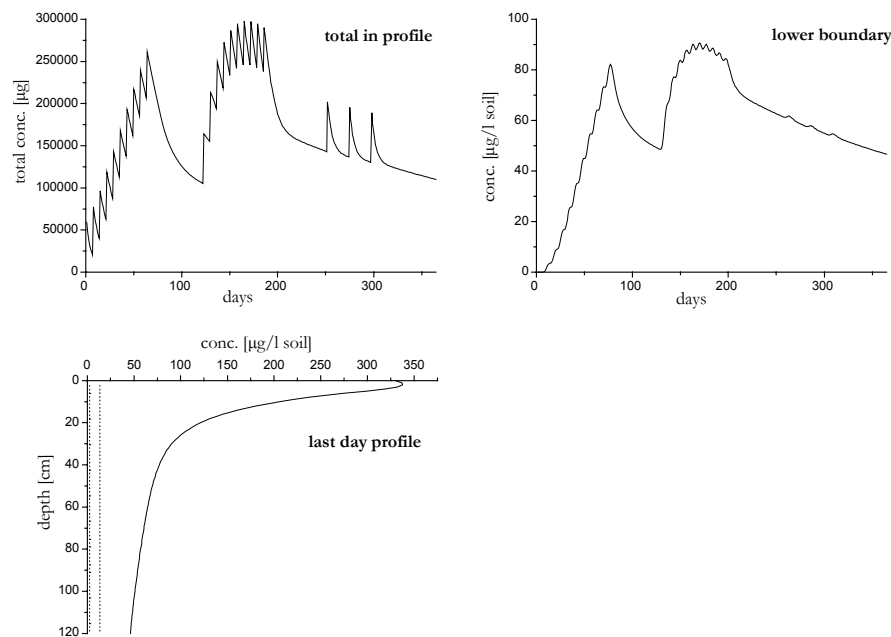 total in profile
total conc. [µg]
300000
250000
200000
150000
100000
50000
0
0 100 200 300
days
lower boundary
conc. [µg/l soil]
100
80
60
40
20
0
0 100 200 300
days
conc. [µg/l soil]
0 50 100 150 200 250 300 350
last day profile
depth [cm]
0
20
40
60
80
100
120